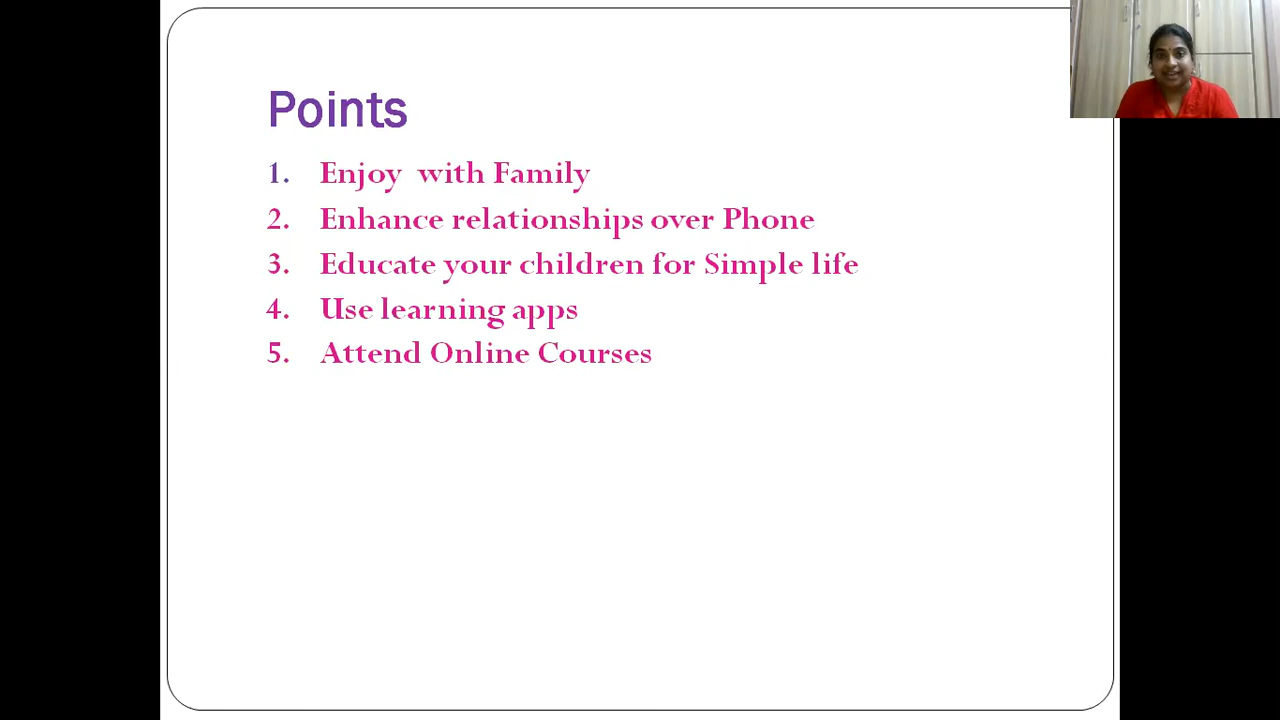 Points
1. Enjoy with Family
2. Enhance relationships over Phone
3. Educate your children for Simple life
4. Use learning apps
5. Attend Online Courses